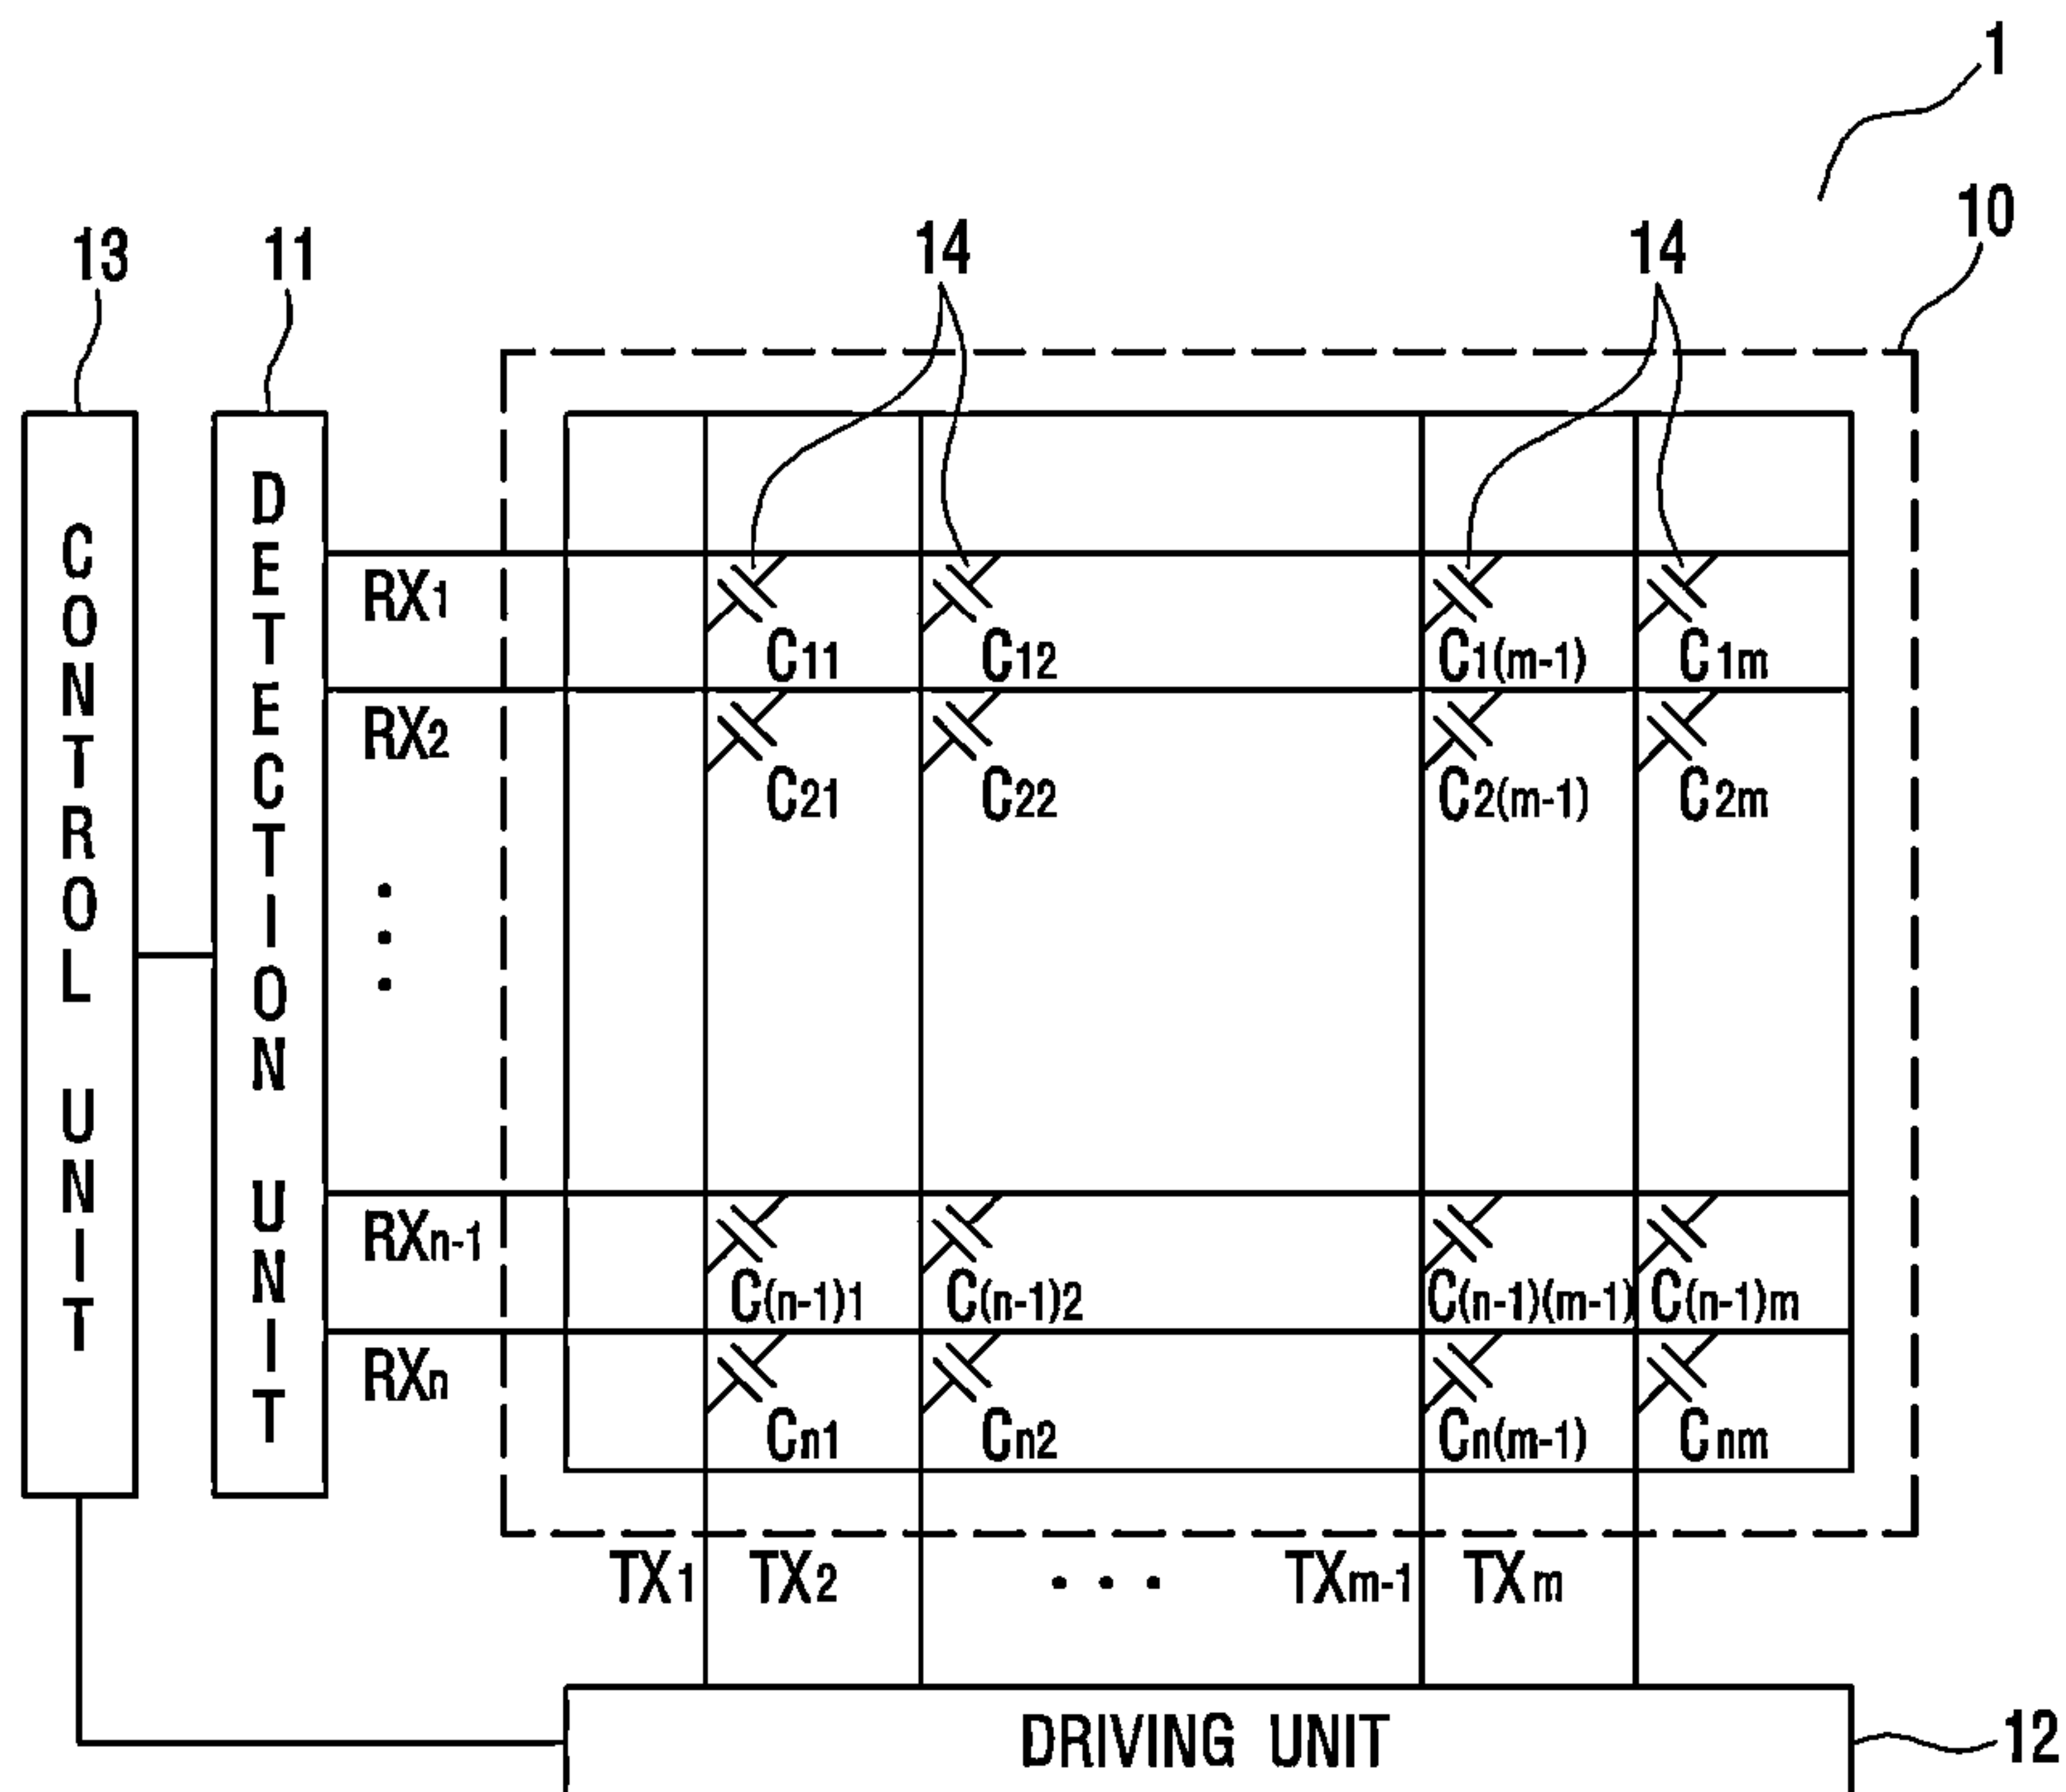 1
10
13 11 14 14
CONTROL UNIT
DETECTION UNIT
RX1
C11 C12 C1(m-1) C1m
RX2
C21 C22 C2(m-1) C2m
RXn-1
C(n-1)1 C(n-1)2 C(n-1)(m-1) C(n-1)m
RXn
Cn1 Cn2 Cn(m-1) Cnm
TX1 TX2 ... TXm-1 TXm
DRIVING UNIT 12